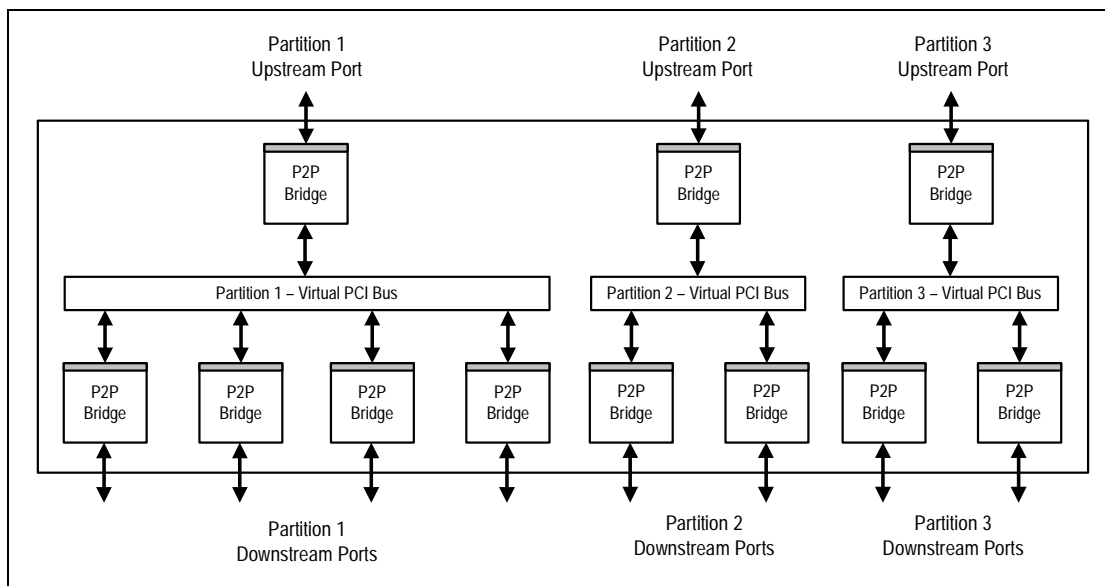 Partition 1
Upstream Port
Partition 2
Upstream Port
Partition 3
Upstream Port
P2P
Bridge
P2P
Bridge
P2P
Bridge
Partition 1 – Virtual PCI Bus
Partition 2 – Virtual PCI Bus
Partition 3 – Virtual PCI Bus
P2P
Bridge
P2P
Bridge
P2P
Bridge
P2P
Bridge
P2P
Bridge
P2P
Bridge
P2P
Bridge
P2P
Bridge
Partition 1
Downstream Ports
Partition 2
Downstream Ports
Partition 3
Downstream Ports